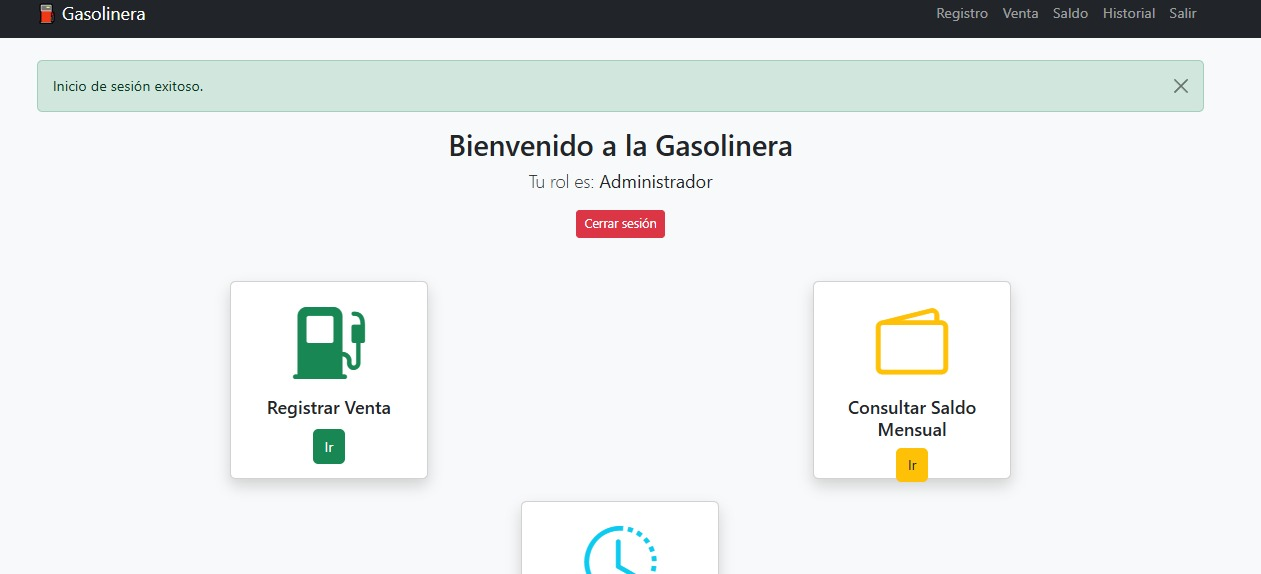 Gasolinera
Registro Venta Saldo Historial Salir
Inicio de sesión exitoso.
Bienvenido a la Gasolinera
Tu rol es: Administrador
Cerrar sesión
Registrar Venta
Ir
Consultar Saldo
Mensual
Ir